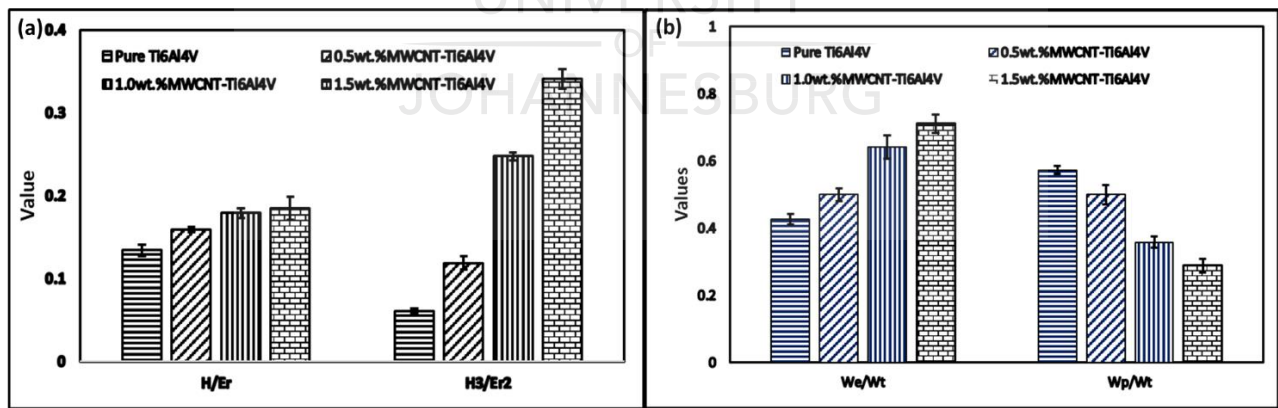 UNIVERSITY
OF
JOHANNESBURG
(a)
0.4
0.3
0.2
0.1
0
Value
Pure Ti6Al4V
0.5wt.%MWCNT-Ti6Al4V
1.0wt.%MWCNT-Ti6Al4V
1.5wt.%MWCNT-Ti6Al4V
H/Er
H3/Er2
(b)
1
0.8
0.6
0.4
0.2
0
Values
Pure Ti6Al4V
0.5wt.%MWCNT-Ti6Al4V
1.0wt.%MWCNT-Ti6Al4V
1.5wt.%MWCNT-Ti6Al4V
We/Wt
Wp/Wt